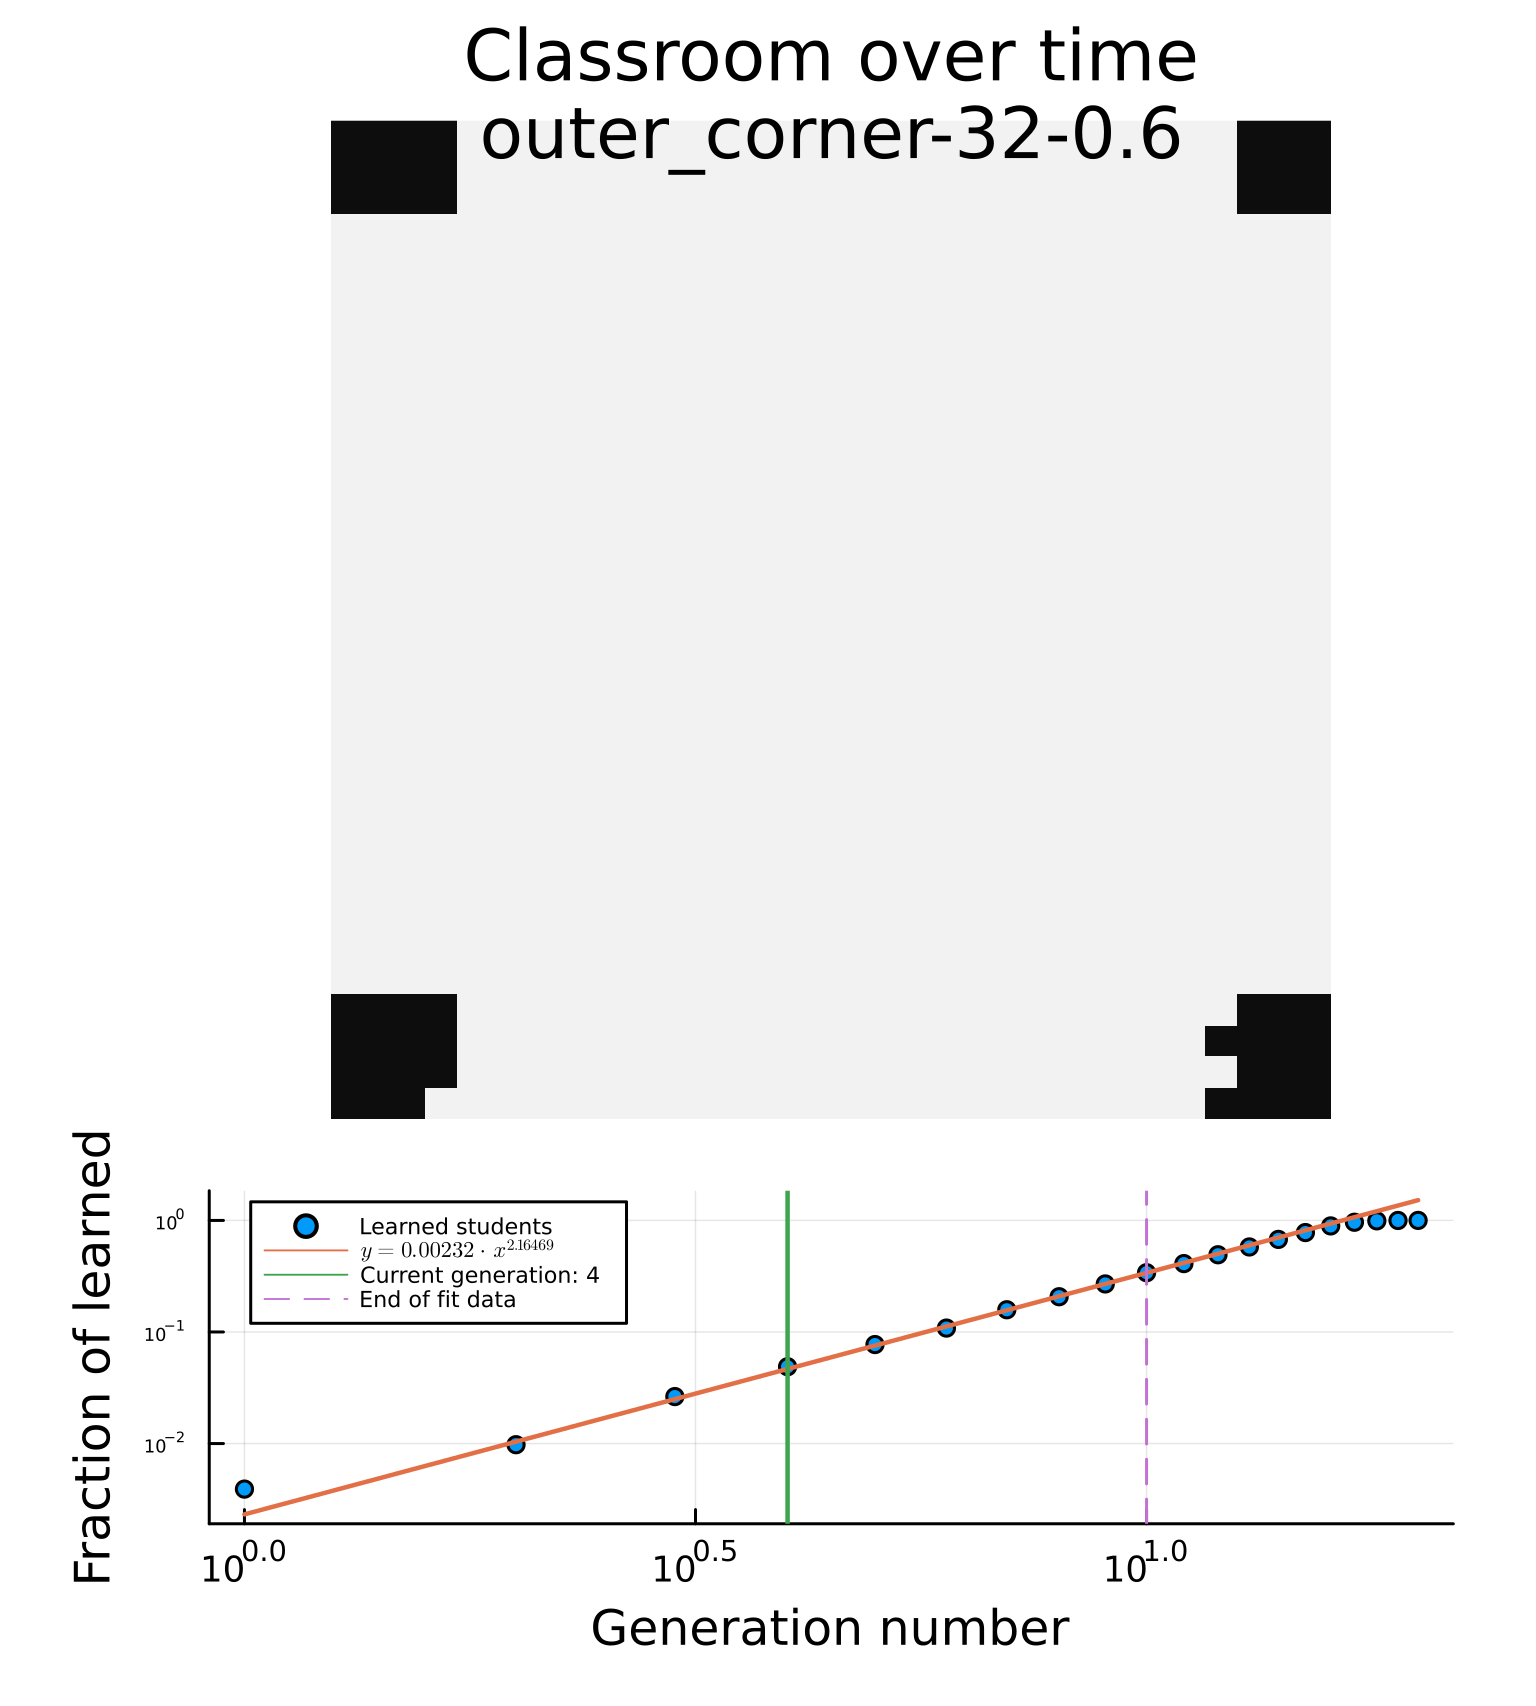 Classroom over time
outer_corner-32-0.6
Fraction of learned
10⁰
10⁻¹
10⁻²
Learned students
y = 0.00232 · x^2.16469
Current generation: 4
End of fit data
10^0.0 10^0.5 10^1.0
Generation number